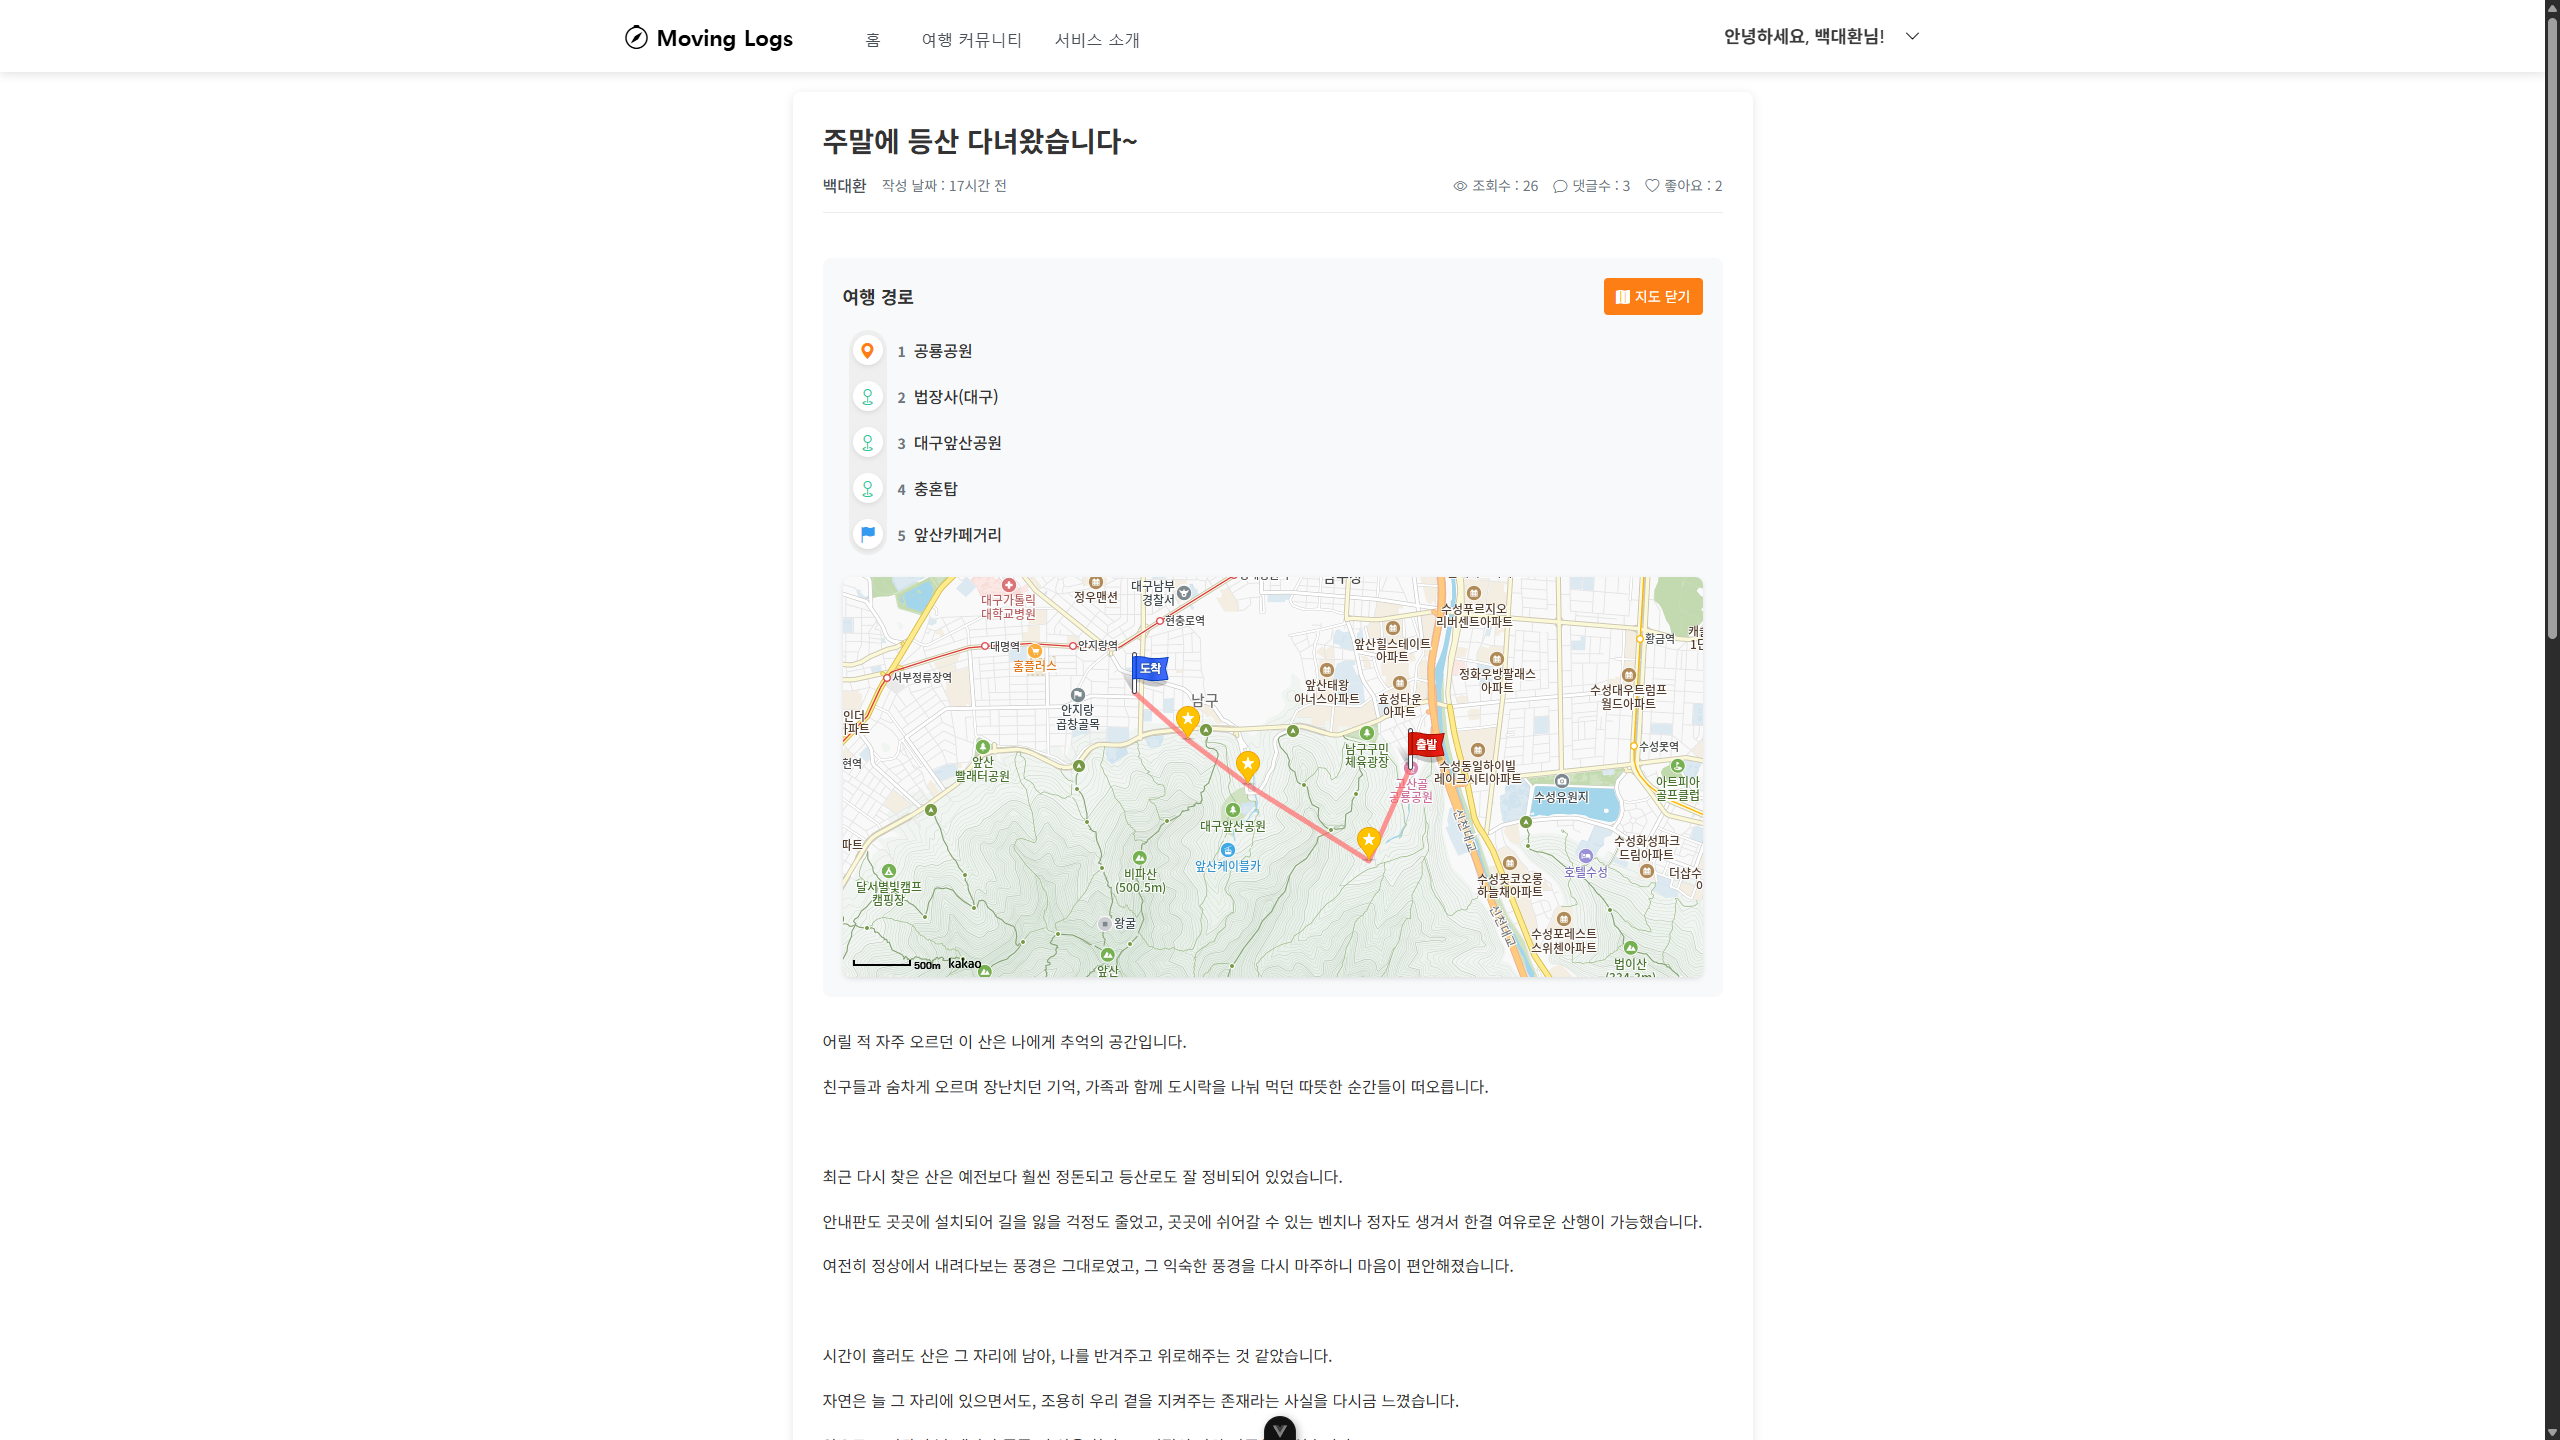 Moving Logs
홈
여행 커뮤니티
서비스 소개
안녕하세요, 백대환님!
주말에 등산 다녀왔습니다~
백대환 작성 날짜 : 17시간 전
조회수 : 26 댓글수 : 3 좋아요 : 2
여행 경로
지도 닫기
1 공룡공원
2 법장사(대구)
3 대구앞산공원
4 충혼탑
5 앞산카페거리
대구가톨릭
대학교병원
정우맨션
대구남부
경찰서
현충로역
대명역
안지랑역
홈플러스
서부정류장역
도착
남구
안지랑
곱창골목
앞산힐스테이트
아파트
앞산태왕
아너스아파트
효성타운
아파트
수성푸르지오
리버센트아파트
정화우방팔래스
아파트
황금역
수성대우트럼프
월드아파트
수성못역
앞산
빨래터공원
남구구민
체육광장
출발
고산골
공룡공원
수성동일하이빌
레이크시티아파트
수성유원지
아트피아
골프클럽
대구앞산공원
앞산케이블카
비파산
(500.5m)
달서별빛캠프
캠핑장
왕굴
앞산
신천대로
수성못코오롱
하늘채아파트
호텔수성
수성화성파크
드림아파트
더샵수
신천대로
수성포레스트
스위첸아파트
법이산
500m kakao
어릴 적 자주 오르던 이 산은 나에게 추억의 공간입니다.
친구들과 숨차게 오르며 장난치던 기억, 가족과 함께 도시락을 나눠 먹던 따뜻한 순간들이 떠오릅니다.
최근 다시 찾은 산은 예전보다 훨씬 정돈되고 등산로도 잘 정비되어 있었습니다.
안내판도 곳곳에 설치되어 길을 잃을 걱정도 줄었고, 곳곳에 쉬어갈 수 있는 벤치나 정자도 생겨서 한결 여유로운 산행이 가능했습니다.
여전히 정상에서 내려다보는 풍경은 그대로였고, 그 익숙한 풍경을 다시 마주하니 마음이 편안해졌습니다.
시간이 흘러도 산은 그 자리에 남아, 나를 반겨주고 위로해주는 것 같았습니다.
자연은 늘 그 자리에 있으면서도, 조용히 우리 곁을 지켜주는 존재라는 사실을 다시금 느꼈습니다.